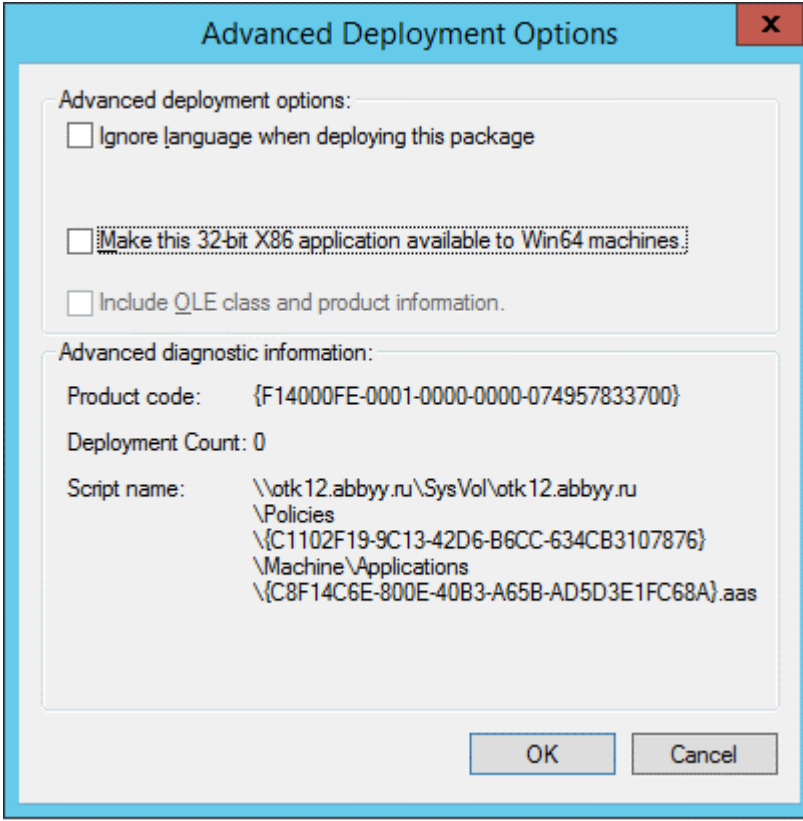 Advanced Deployment Options
x
Advanced deployment options:
Ignore language when deploying this package
Make this 32-bit X86 application available to Win64 machines.
Include OLE class and product information.
Advanced diagnostic information:
Product code: {F14000FE-0001-0000-0000-074957833700}
Deployment Count: 0
Script name: \\otk12.abbyy.ru\SysVol\otk12.abbyy.ru
\Policies
\{C1102F19-9C13-42D6-B6CC-634CB3107876}
\Machine\Applications
\{C8F14C6E-800E-40B3-A65B-AD5D3E1FC68A}.aas
OK Cancel